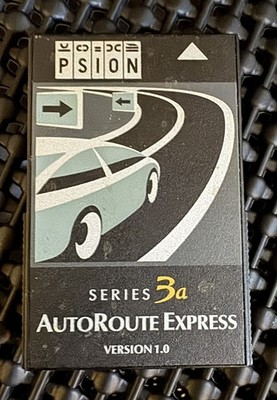 PSION
SERIES 3a
AUTOROUTE EXPRESS
VERSION 1.0